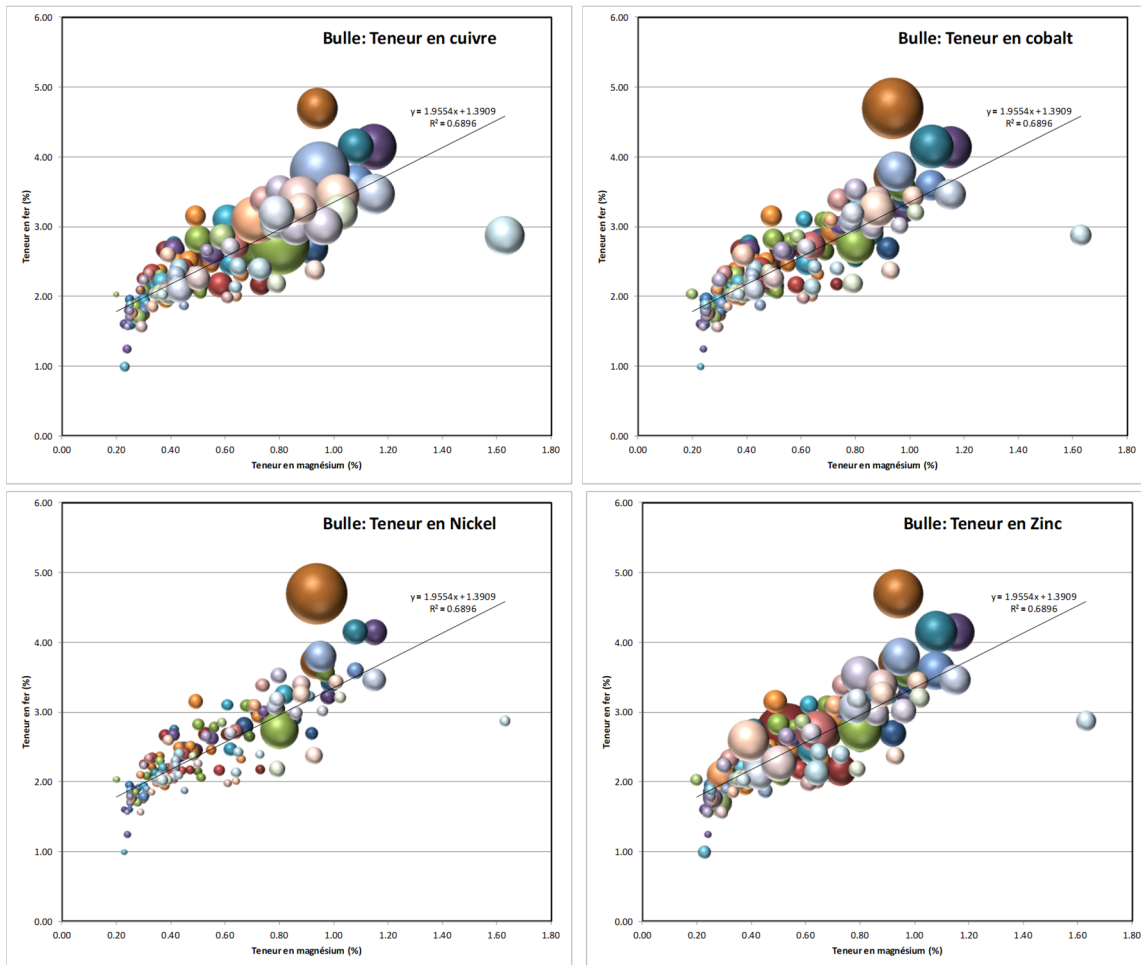 Bulle: Teneur en cuivre
6.00
5.00
4.00
3.00
2.00
1.00
0.00
Teneur en fer (%)
y = 1.9554x + 1.3909
R² = 0.6896
0.00 0.20 0.40 0.60 0.80 1.00 1.20 1.40 1.60 1.80
Teneur en magnésium (%)
Bulle: Teneur en cobalt
6.00
5.00
4.00
3.00
2.00
1.00
0.00
Teneur en fer (%)
y = 1.9554x + 1.3909
R² = 0.6896
0.00 0.20 0.40 0.60 0.80 1.00 1.20 1.40 1.60 1.80
Teneur en magnésium (%)
Bulle: Teneur en Nickel
6.00
5.00
4.00
3.00
2.00
1.00
0.00
Teneur en fer (%)
y = 1.9554x + 1.3909
R² = 0.6896
0.00 0.20 0.40 0.60 0.80 1.00 1.20 1.40 1.60 1.80
Teneur en magnésium (%)
Bulle: Teneur en Zinc
6.00
5.00
4.00
3.00
2.00
1.00
0.00
Teneur en fer (%)
y = 1.9554x + 1.3909
R² = 0.6896
0.00 0.20 0.40 0.60 0.80 1.00 1.20 1.40 1.60 1.80
Teneur en magnésium (%)